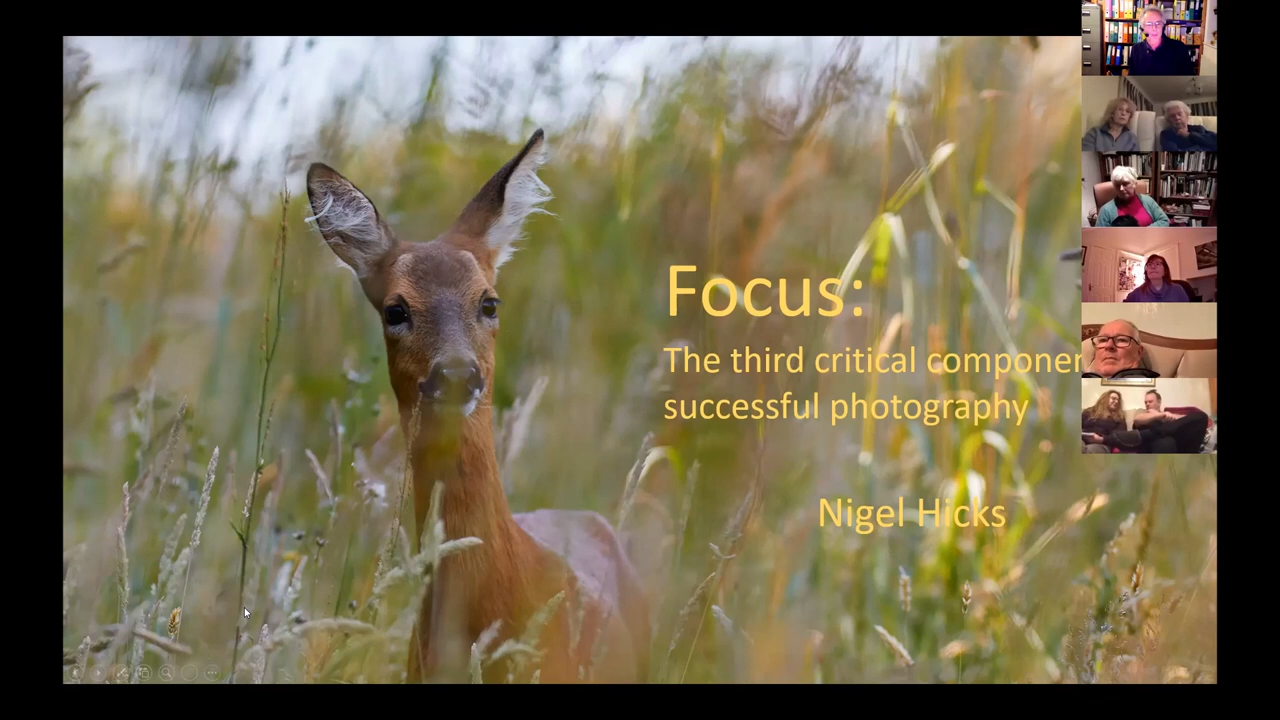 Focus:
The third critical componen
successful photography
Nigel Hicks